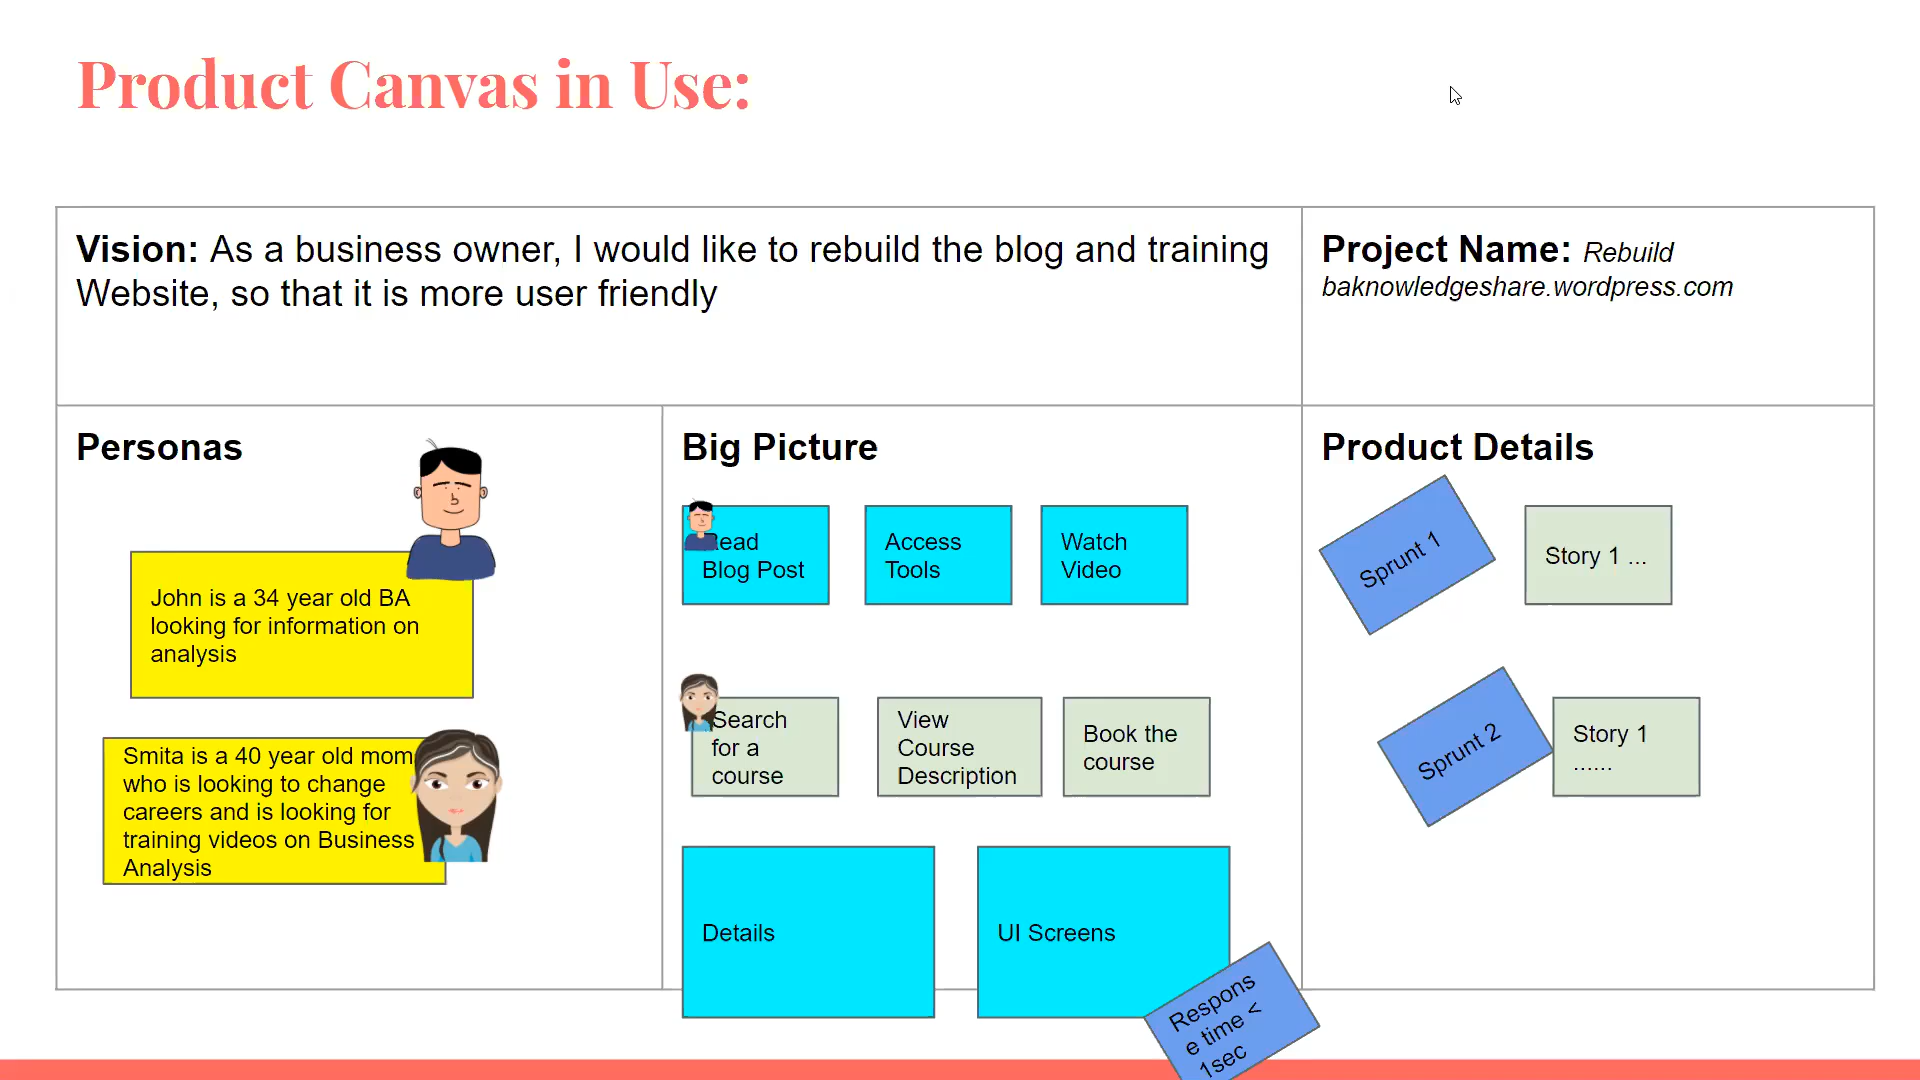 Product Canvas in Use:
Vision: As a business owner, I would like to rebuild the blog and training
Website, so that it is more user friendly
Project Name: Rebuild
baknowledgeshare.wordpress.com
Personas
John is a 34 year old BA
looking for information on
analysis
Smita is a 40 year old mom
who is looking to change
careers and is looking for
training videos on Business
Analysis
Big Picture
ead
Blog Post
Access
Tools
Watch
Video
Search
for a
course
View
Course
Description
Book the
course
Details
UI Screens
Respons
e time <
1sec
Product Details
Sprunt 1
Story 1 ...
Sprunt 2
Story 1
......